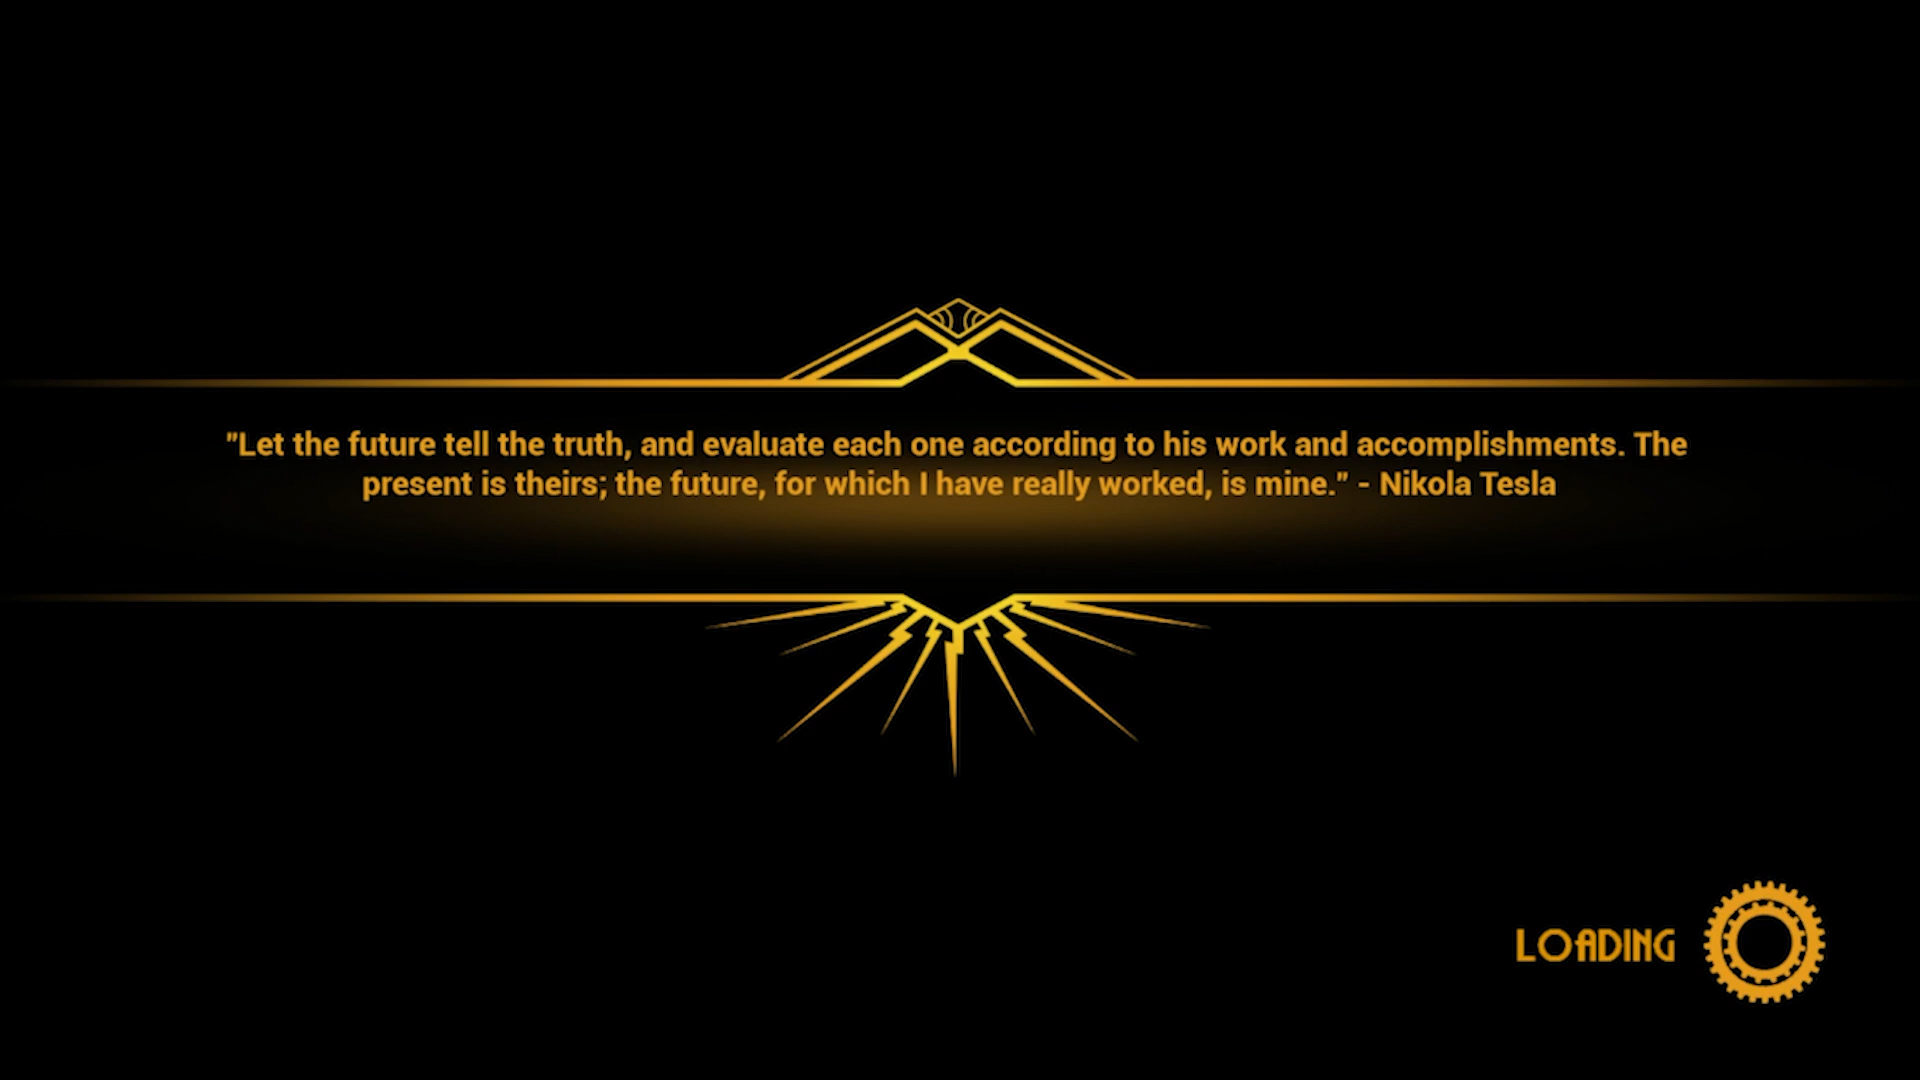 "Let the future tell the truth, and evaluate each one according to his work and accomplishments. The
present is theirs; the future, for which I have really worked, is mine." - Nikola Tesla
LOADING